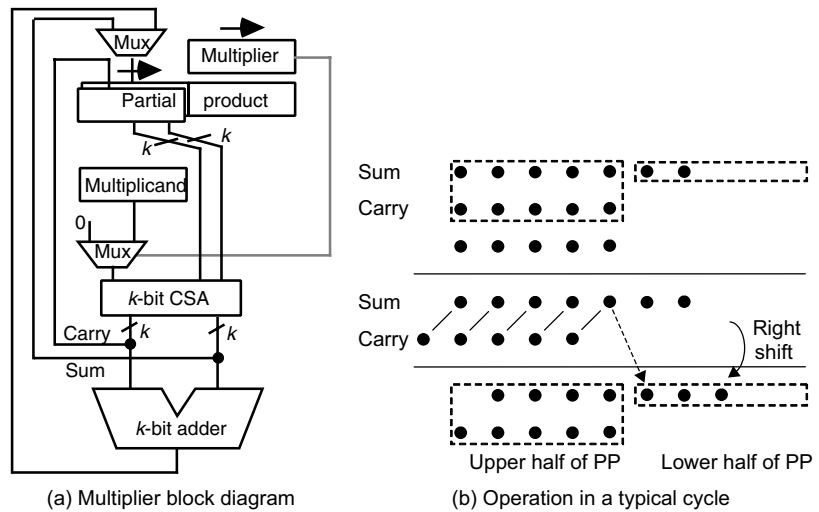 Mux
Multiplier
Partial product
k
k
Multiplicand
0
Mux
k-bit CSA
Carry
k
k
Sum
k-bit adder
(a) Multiplier block diagram
Sum
Carry
Sum
Carry
Right
shift
Upper half of PP
Lower half of PP
(b) Operation in a typical cycle